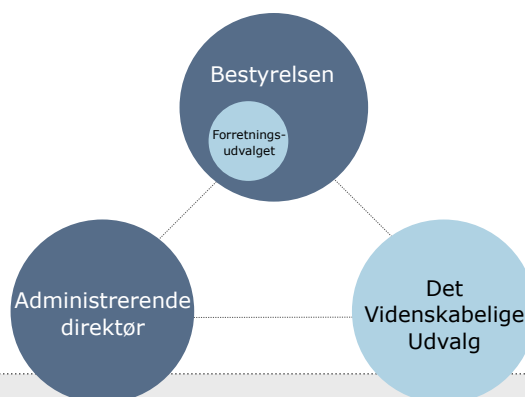 Bestyrelsen
Forretnings-
udvalget
Administrerende
direktør
Det
Videnskabelige
Udvalg